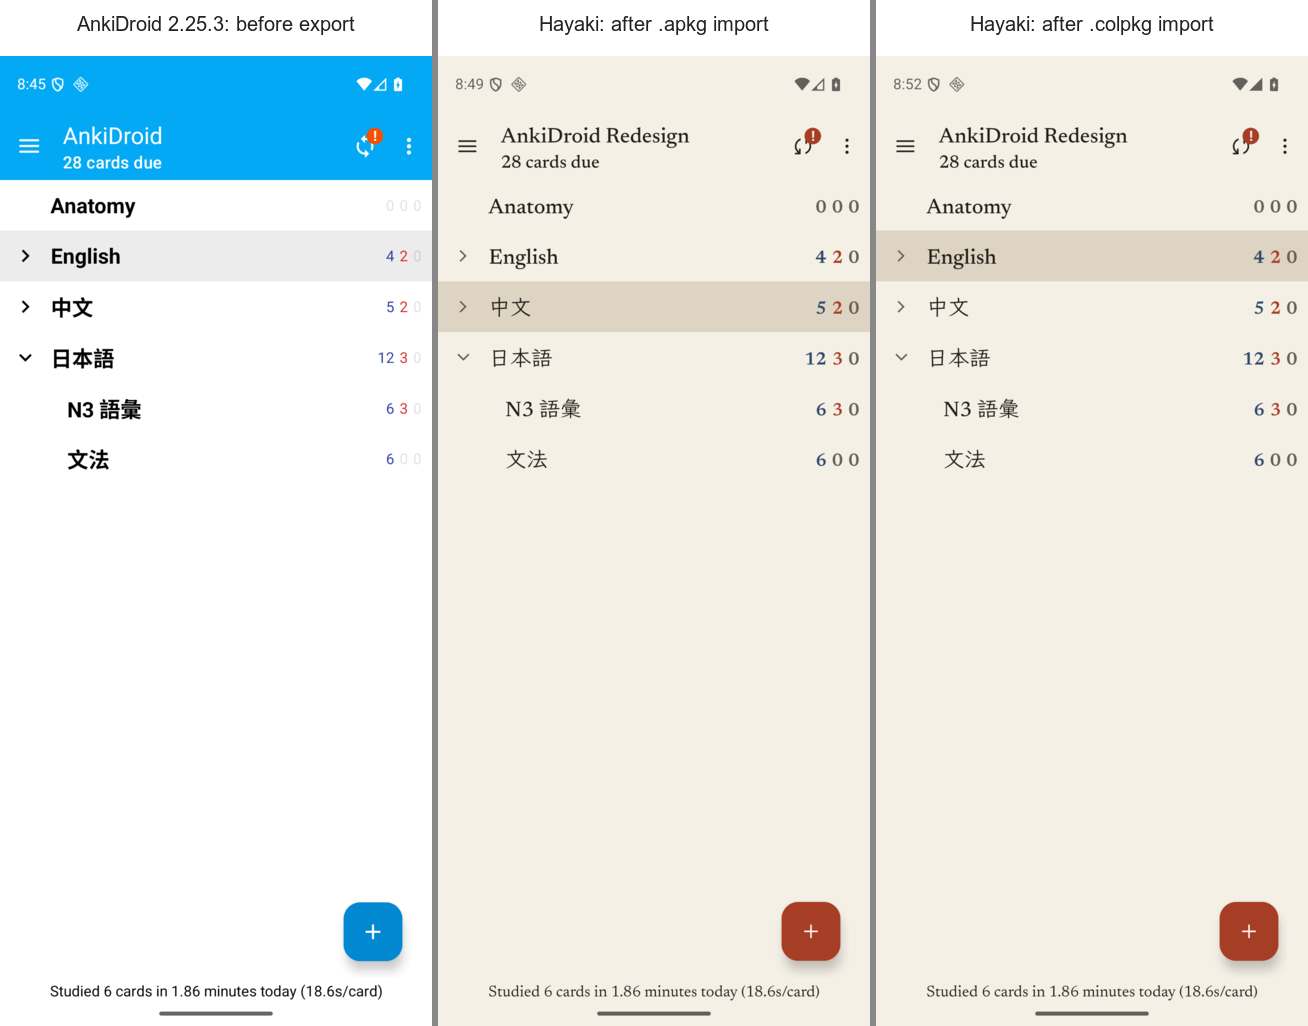 AnkiDroid 2.25.3: before export
8:45
AnkiDroid
!
28 cards due
Anatomy 0 0 0
English 4 2 0
中文 5 2 0
日本語 12 3 0
N3 語彙 6 3 0
文法 6 0 0
+
Studied 6 cards in 1.86 minutes today (18.6s/card)
Hayaki: after .apkg import
8:49
AnkiDroid Redesign
!
28 cards due
Anatomy 0 0 0
English 4 2 0
中文 5 2 0
日本語 12 3 0
N3 語彙 6 3 0
文法 6 0 0
+
Studied 6 cards in 1.86 minutes today (18.6s/card)
Hayaki: after .colpkg import
8:52
AnkiDroid Redesign
!
28 cards due
Anatomy 0 0 0
English 4 2 0
中文 5 2 0
日本語 12 3 0
N3 語彙 6 3 0
文法 6 0 0
+
Studied 6 cards in 1.86 minutes today (18.6s/card)